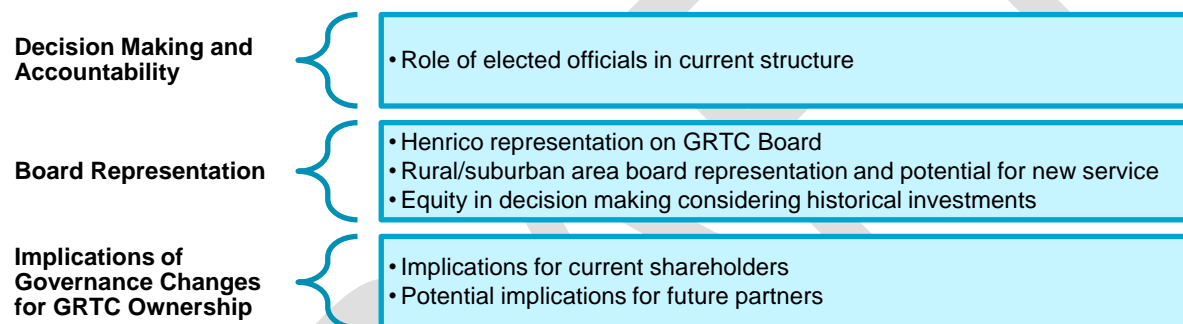 Decision Making and
Accountability
• Role of elected officials in current structure
Board Representation
• Henrico representation on GRTC Board
• Rural/suburban area board representation and potential for new service
• Equity in decision making considering historical investments
Implications of
Governance Changes
for GRTC Ownership
• Implications for current shareholders
• Potential implications for future partners